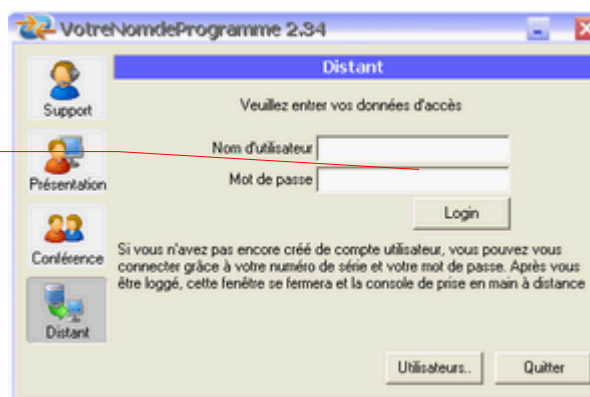 VotreNomdeProgramme 2.34
Distant
Support
Veuillez entrer vos données d'accès
Nom d'utilisateur
Présentation
Mot de passe
Login
Conférence
Si vous n'avez pas encore créé de compte utilisateur, vous pouvez vous
connecter grâce à votre numéro de série et votre mot de passe. Après vous
être loggé, cette fenêtre se fermera et la console de prise en main à distance
Distant
Utilisateurs..
Quitter